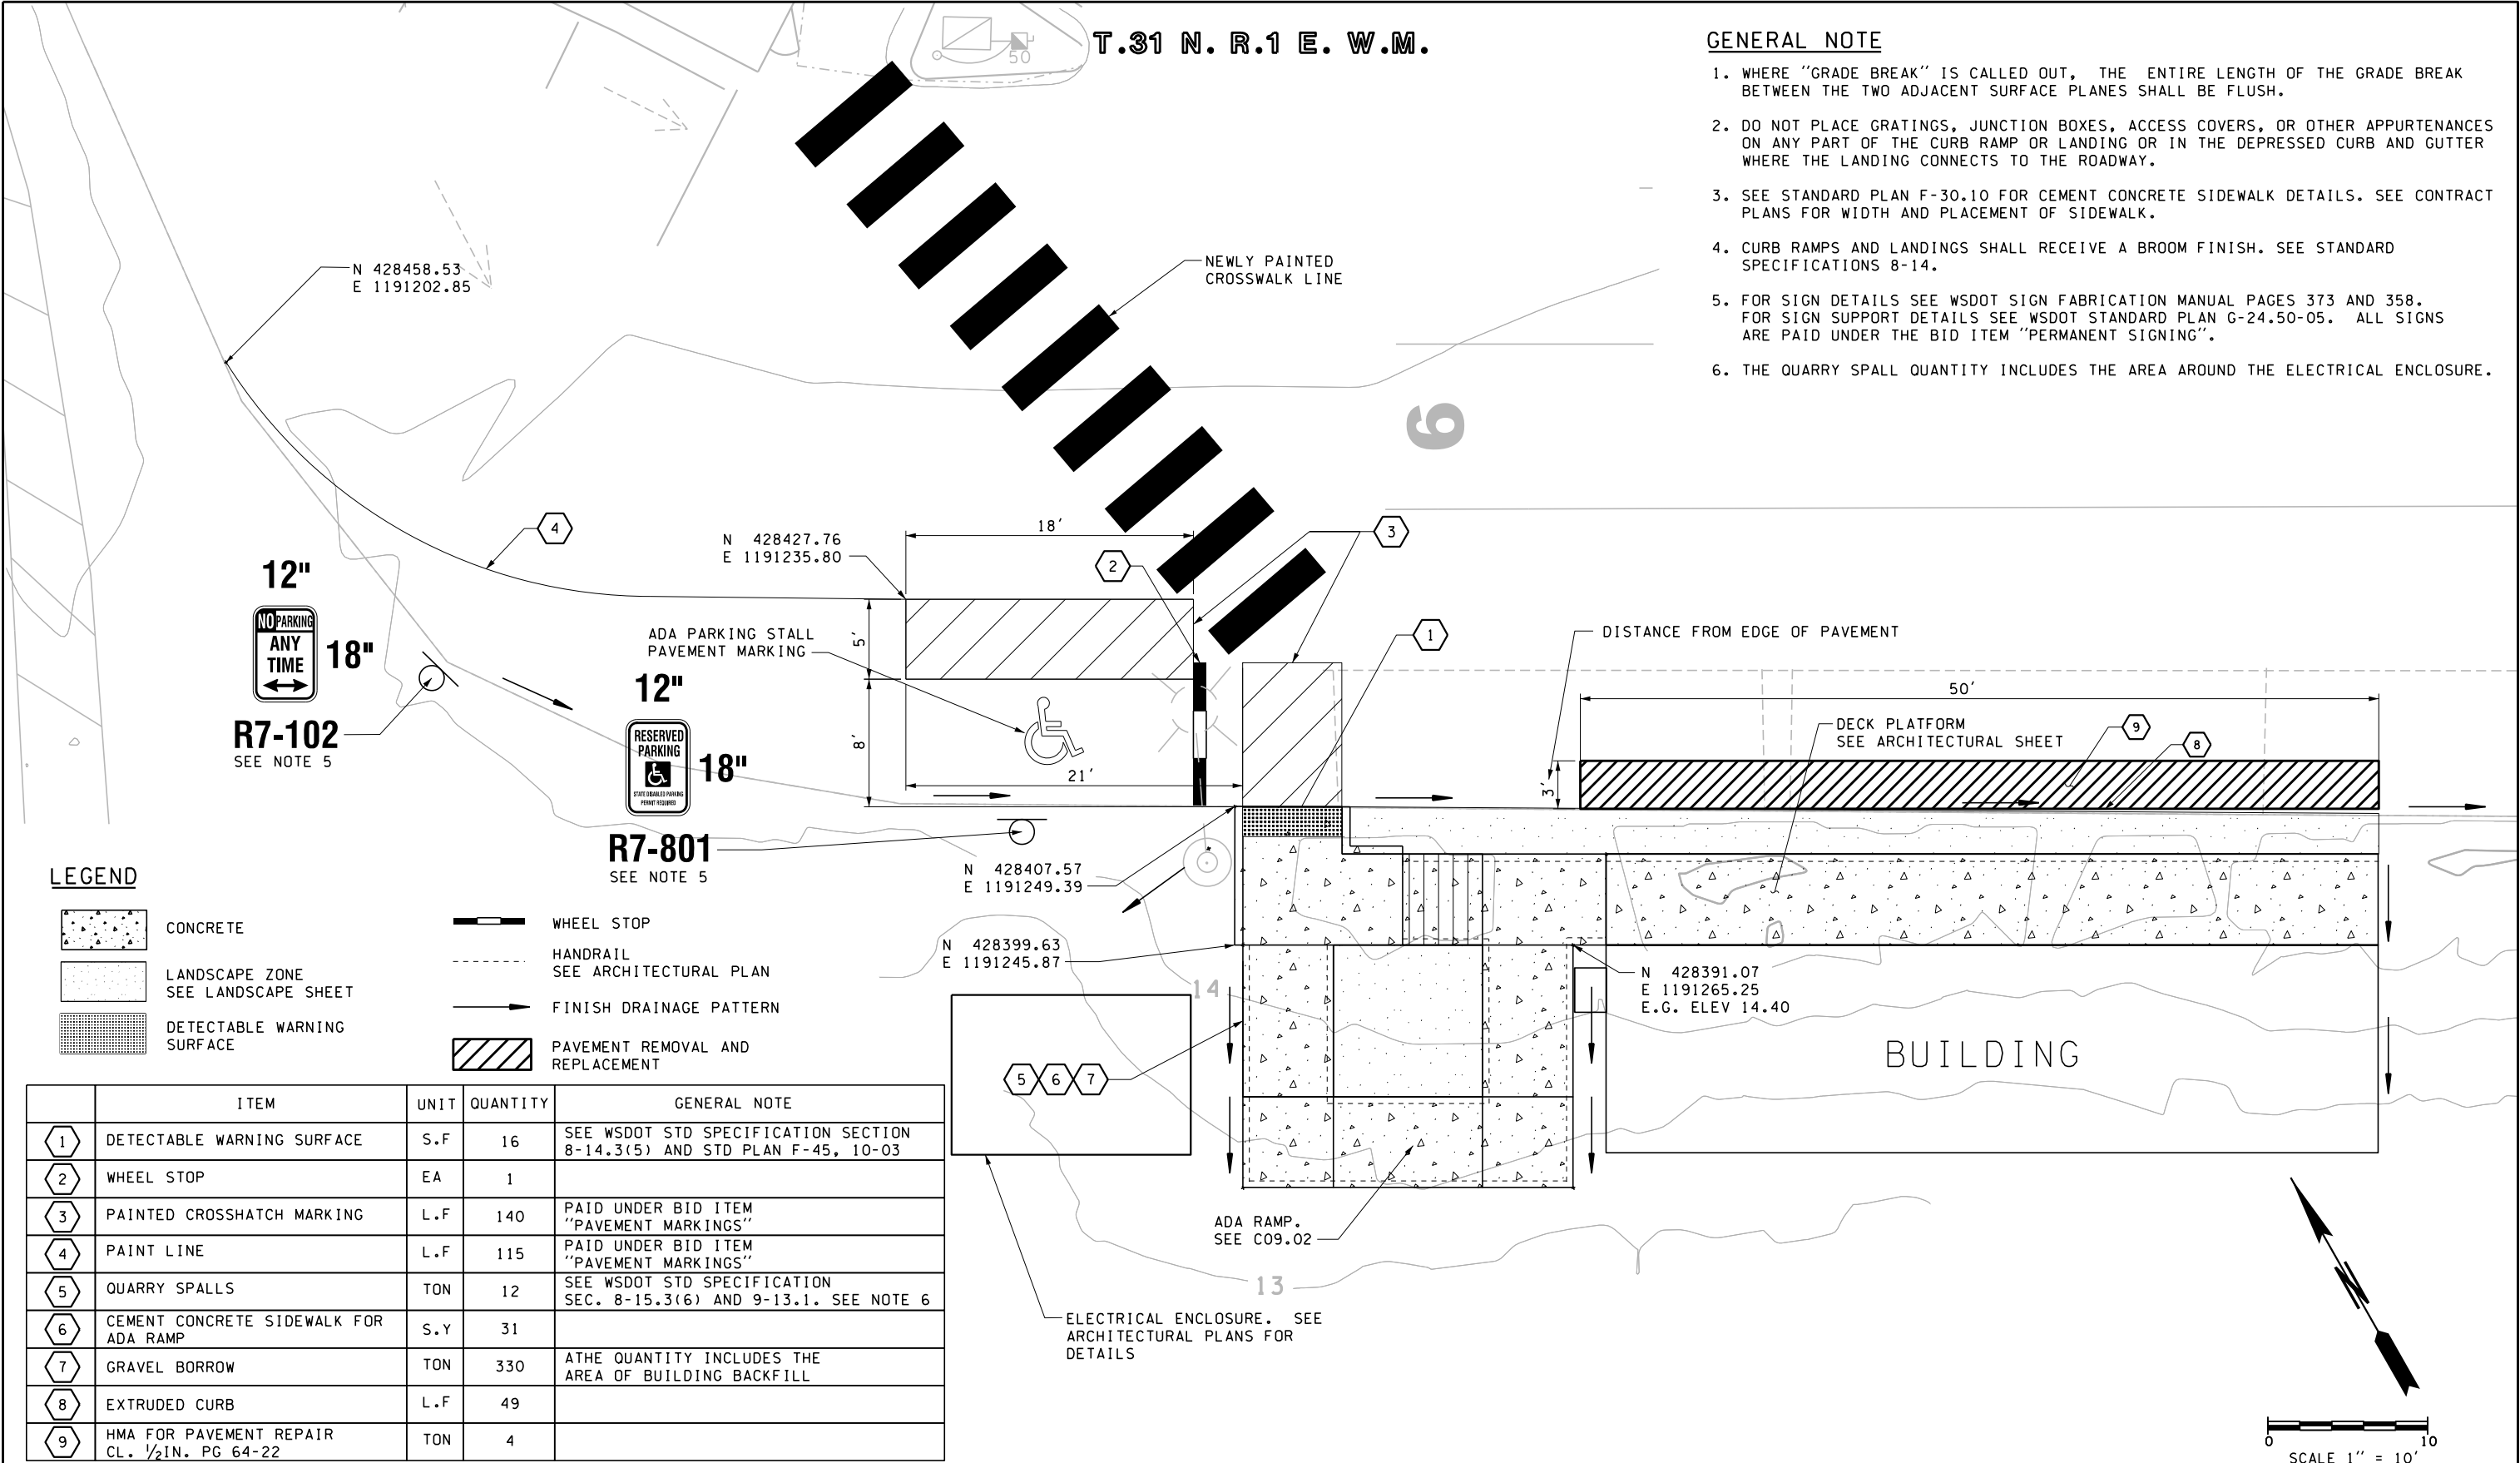 T.31 N. R.1 E. W.M.
50
GENERAL NOTE
1. WHERE "GRADE BREAK" IS CALLED OUT, THE ENTIRE LENGTH OF THE GRADE BREAK
BETWEEN THE TWO ADJACENT SURFACE PLANES SHALL BE FLUSH.
2. DO NOT PLACE GRATINGS, JUNCTION BOXES, ACCESS COVERS, OR OTHER APPURTENANCES
ON ANY PART OF THE CURB RAMP OR LANDING OR IN THE DEPRESSED CURB AND GUTTER
WHERE THE LANDING CONNECTS TO THE ROADWAY.
3. SEE STANDARD PLAN F-30.10 FOR CEMENT CONCRETE SIDEWALK DETAILS. SEE CONTRACT
PLANS FOR WIDTH AND PLACEMENT OF SIDEWALK.
4. CURB RAMPS AND LANDINGS SHALL RECEIVE A BROOM FINISH. SEE STANDARD
SPECIFICATIONS 8-14.
5. FOR SIGN DETAILS SEE WSDOT SIGN FABRICATION MANUAL PAGES 373 AND 358.
FOR SIGN SUPPORT DETAILS SEE WSDOT STANDARD PLAN G-24.50-05. ALL SIGNS
ARE PAID UNDER THE BID ITEM "PERMANENT SIGNING".
6. THE QUARRY SPALL QUANTITY INCLUDES THE AREA AROUND THE ELECTRICAL ENCLOSURE.
N 428458.53
E 1191202.85
NEWLY PAINTED
CROSSWALK LINE
6
4
N 428427.76
E 1191235.80
18'
2
3
1
12"
NO PARKING
ANY
TIME
18"
R7-102
SEE NOTE 5
ADA PARKING STALL
PAVEMENT MARKING
5'
8'
21'
12"
RESERVED
PARKING
STATE DISABLED PARKING
PERMIT REQUIRED
18"
R7-801
SEE NOTE 5
DISTANCE FROM EDGE OF PAVEMENT
50'
3'
DECK PLATFORM
SEE ARCHITECTURAL SHEET
9
8
N 428407.57
E 1191249.39
N 428399.63
E 1191245.87
N 428391.07
E 1191265.25
E.G. ELEV 14.40
14
5 6 7
BUILDING
ADA RAMP.
SEE C09.02
13
ELECTRICAL ENCLOSURE. SEE
ARCHITECTURAL PLANS FOR
DETAILS
LEGEND
CONCRETE
LANDSCAPE ZONE
SEE LANDSCAPE SHEET
DETECTABLE WARNING
SURFACE
WHEEL STOP
HANDRAIL
SEE ARCHITECTURAL PLAN
FINISH DRAINAGE PATTERN
PAVEMENT REMOVAL AND
REPLACEMENT
ITEM UNIT QUANTITY GENERAL NOTE
1 DETECTABLE WARNING SURFACE S.F 16 SEE WSDOT STD SPECIFICATION SECTION
8-14.3(5) AND STD PLAN F-45, 10-03
2 WHEEL STOP EA 1
3 PAINTED CROSSHATCH MARKING L.F 140 PAID UNDER BID ITEM
"PAVEMENT MARKINGS"
4 PAINT LINE L.F 115 PAID UNDER BID ITEM
"PAVEMENT MARKINGS"
5 QUARRY SPALLS TON 12 SEE WSDOT STD SPECIFICATION
SEC. 8-15.3(6) AND 9-13.1. SEE NOTE 6
6 CEMENT CONCRETE SIDEWALK FOR
ADA RAMP S.Y 31
7 GRAVEL BORROW TON 330 ATHE QUANTITY INCLUDES THE
AREA OF BUILDING BACKFILL
8 EXTRUDED CURB L.F 49
9 HMA FOR PAVEMENT REPAIR
CL. 1/2IN. PG 64-22 TON 4
N
0 10
SCALE 1" = 10'